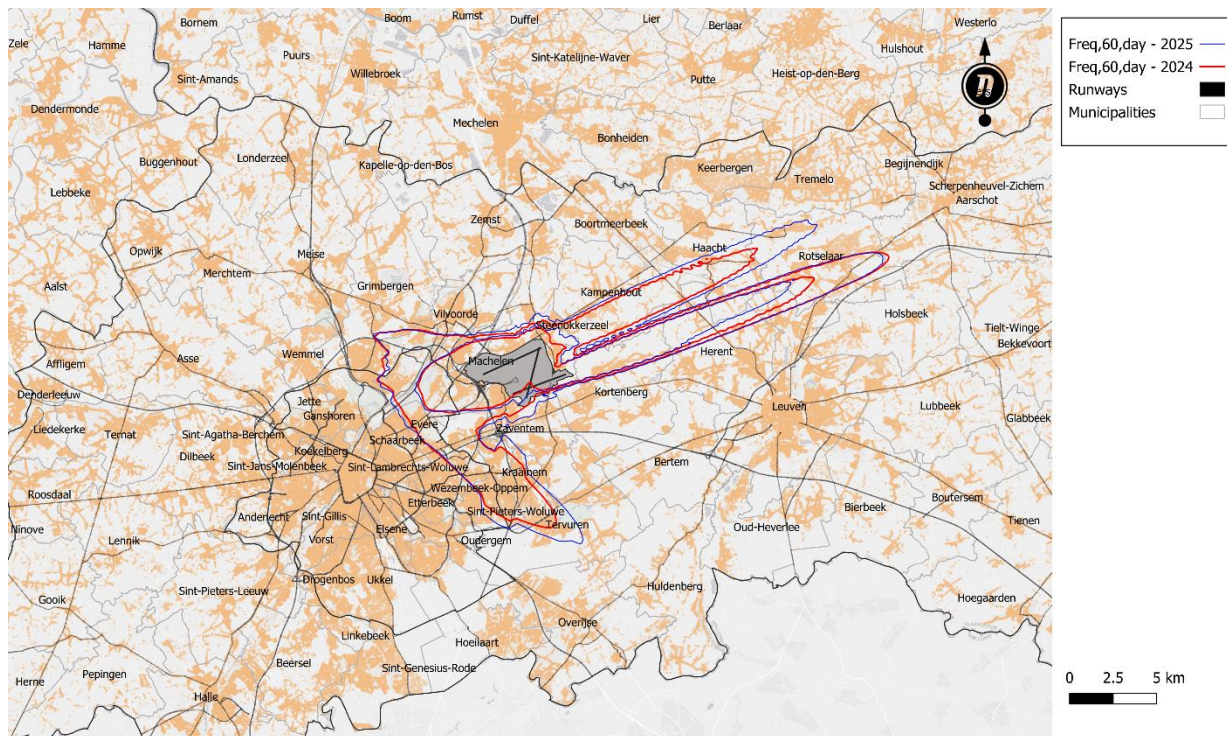 Bornem
Boom
Rumst
Duffel
Lier
Berlaar
Westerlo
Zele
Hamme
Puurs
Sint-Katelijne-Waver
Hulshout
Sint-Amands
Willebroek
Putte
Heist-op-den-Berg
Dendermonde
Mechelen
Bonheiden
Buggenhout
Londerzeel
Kapelle-op-den-Bos
Keerbergen
Begijnendijk
Tremelo
Lebbeke
Scherpenheuvel-Zichem
Aarschot
Zemst
Boortmeerbeek
Opwijk
Meise
Haacht
Rotselaar
Merchtem
Aalst
Grimbergen
Kampenhout
Vilvoorde
Holsbeek
Steenokkerzeel
Tielt-Winge
Bekkevoort
Affligem
Asse
Wemmel
Machelen
Herent
Denderleeuw
Kortenberg
Jette
Ganshoren
Leuven
Lubbeek
Glabbeek
Liedekerke
Ternat
Sint-Agatha-Berchem
Evere
Zaventem
Schaarbeek
Dilbeek
Koekelberg
Sint-Jans-Molenbeek
Sint-Lambrechts-Woluwe
Kraainem
Bertem
Roosdaal
Wezembeek-Oppem
Etterbeek
Boutersem
Bierbeek
Anderlecht
Sint-Gillis
Sint-Pieters-Woluwe
Tervuren
Oud-Heverlee
Tienen
Ninove
Lennik
Vorst
Elsene
Oudergem
Drogenbos
Ukkel
Sint-Pieters-Leeuw
Huldenberg
Gooik
Hoegaarden
Linkebeek
Overijse
Hoeilaart
Beersel
Sint-Genesius-Rode
Herne
Pepingen
Halle
Freq,60,day - 2025
Freq,60,day - 2024
Runways
Municipalities
0 2.5 5 km